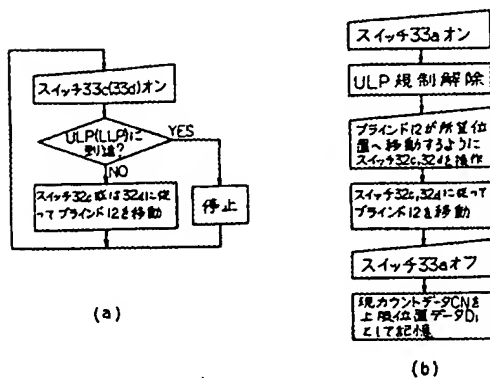 スイッチ33c(33d)オン
ULP(LLP)に
到達?
YES
NO
スイッチ32c或は32dに従
ってブラインド12を移動
停止
(a)
スイッチ33aオン
ULP規制解除
ブラインド12が所望位
置へ移動するように
スイッチ32c,32dを操作
スイッチ32c,32dに従って
ブラインド12を移動
スイッチ33aオフ
現カウントデータCNを
上限位置データD₁
として記憶
(b)